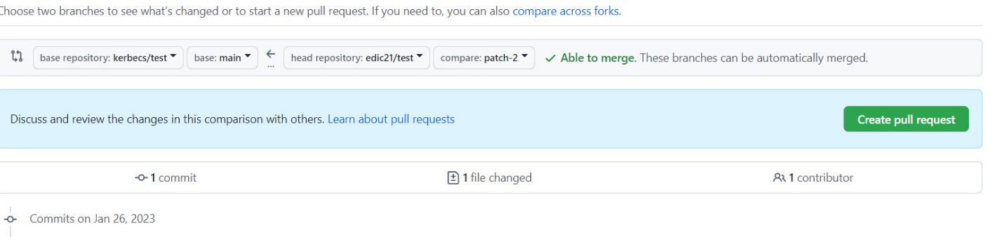 Choose two branches to see what's changed or to start a new pull request. If you need to, you can also compare across forks.
base repository: kerbecs/test base: main ... head repository: edic21/test compare: patch-2 Able to merge. These branches can be automatically merged.
Discuss and review the changes in this comparison with others. Learn about pull requests Create pull request
1 commit 1 file changed 1 contributor
Commits on Jan 26, 2023